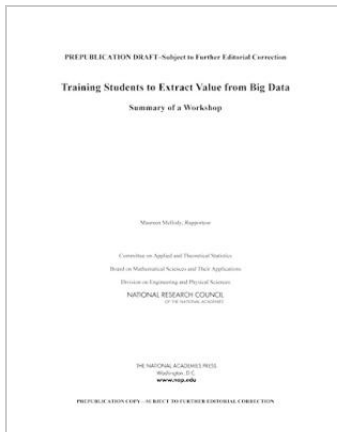 PREPUBLICATION DRAFT—Subject to Further Editorial Correction
Training Students to Extract Value from Big Data
Summary of a Workshop
Maureen Mellody, Rapporteur
Committee on Applied and Theoretical Statistics
Board on Mathematical Sciences and Their Applications
Division on Engineering and Physical Sciences
NATIONAL RESEARCH COUNCIL
OF THE NATIONAL ACADEMIES
THE NATIONAL ACADEMIES PRESS
Washington, D.C.
www.nap.edu
PREPUBLICATION COPY—SUBJECT TO FURTHER EDITORIAL CORRECTION